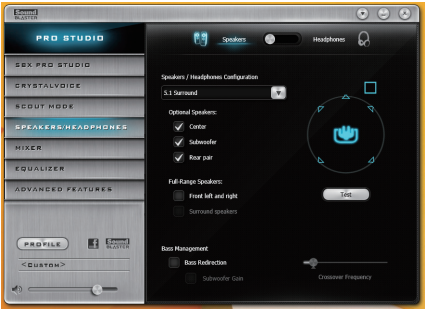 Sound
BLASTER
PRO STUDIO
Speakers
Headphones
SBX PRO STUDIO
CRYSTALVOICE
SCOUT MODE
SPEAKERS/HEADPHONES
MIXER
EQUALIZER
ADVANCED FEATURES
PROFILE
f
Sound
BLASTER
<CUSTOM>
Speakers / Headphones Configuration
5.1 Surround
Optional Speakers:
Center
Subwoofer
Rear pair
Full-Range Speakers:
Front left and right
Surround speakers
Test
Bass Management
Bass Redirection
Subwoofer Gain
Crossover Frequency